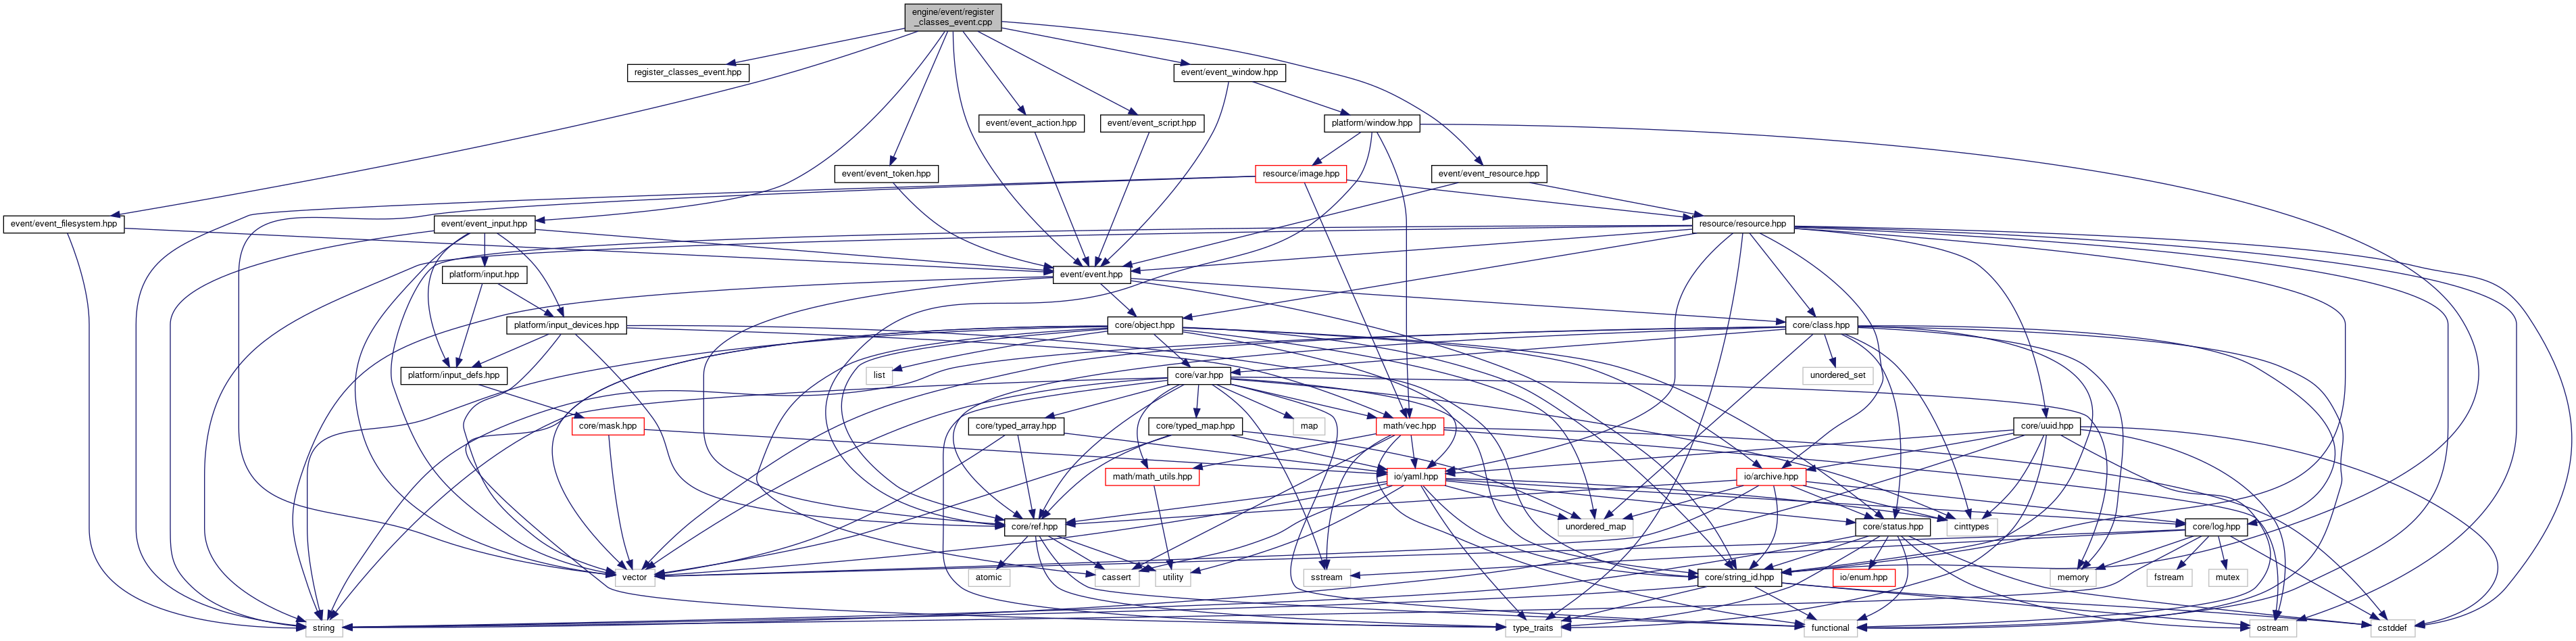 engine/event/register
_classes_event.cpp
register_classes_event.hpp
event/event_window.hpp
event/event_action.hpp
event/event_script.hpp
platform/window.hpp
event/event_token.hpp
resource/image.hpp
event/event_resource.hpp
event/event_filesystem.hpp
event/event_input.hpp
resource/resource.hpp
platform/input.hpp
event/event.hpp
platform/input_devices.hpp
core/object.hpp
core/class.hpp
platform/input_defs.hpp
list
core/var.hpp
unordered_set
core/mask.hpp
core/typed_array.hpp
core/typed_map.hpp
map
math/vec.hpp
core/uuid.hpp
math/math_utils.hpp
io/yaml.hpp
io/archive.hpp
core/ref.hpp
unordered_map
core/status.hpp
cinttypes
core/log.hpp
vector
atomic
cassert
utility
sstream
core/string_id.hpp
io/enum.hpp
memory
fstream
mutex
string
type_traits
functional
ostream
cstddef